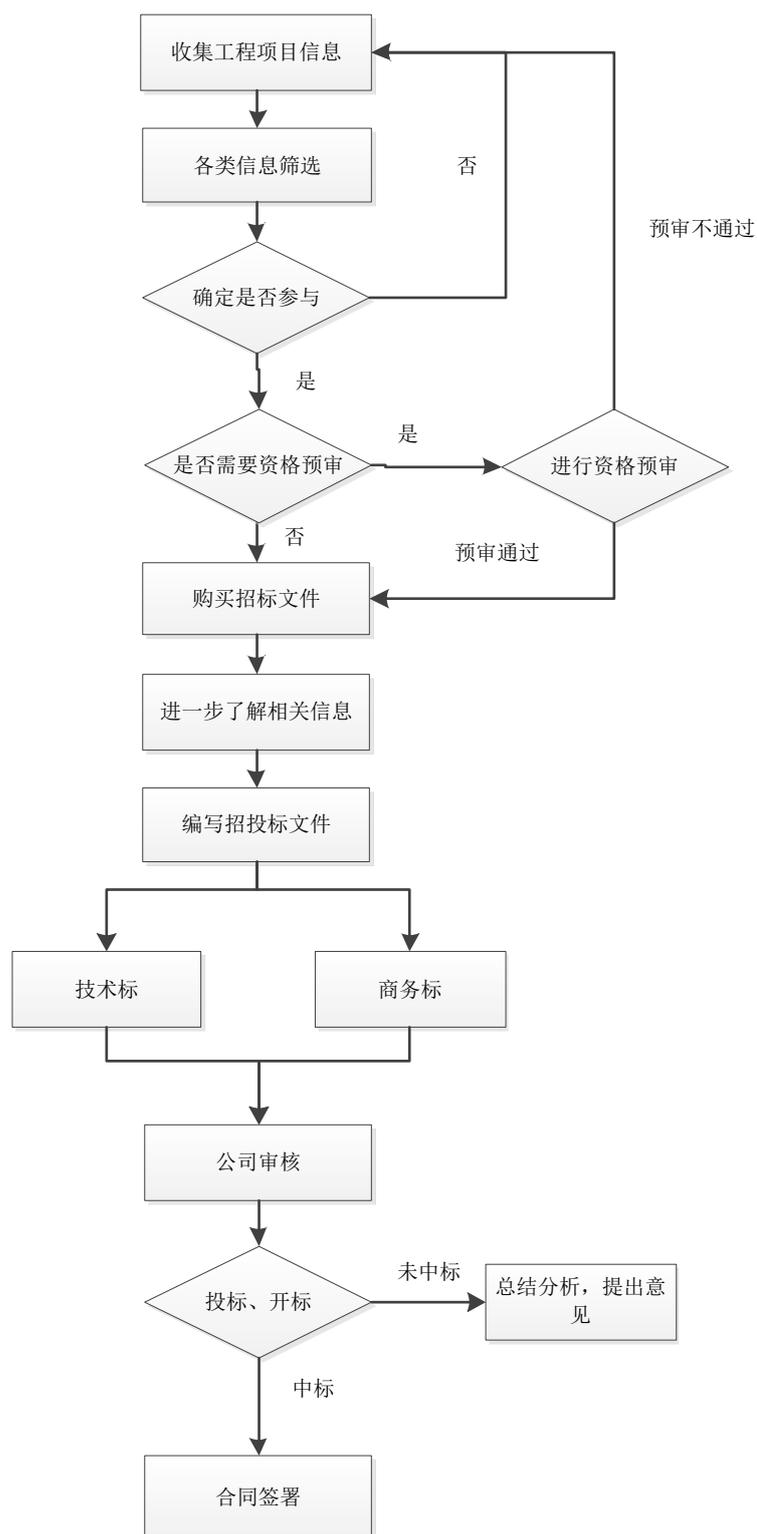 收集工程项目信息
各类信息筛选
否
预审不通过
确定是否参与
是
是否需要资格预审
是
进行资格预审
否
预审通过
购买招标文件
进一步了解相关信息
编写招投标文件
技术标
商务标
公司审核
投标、开标
未中标
总结分析，提出意
见
中标
合同签署